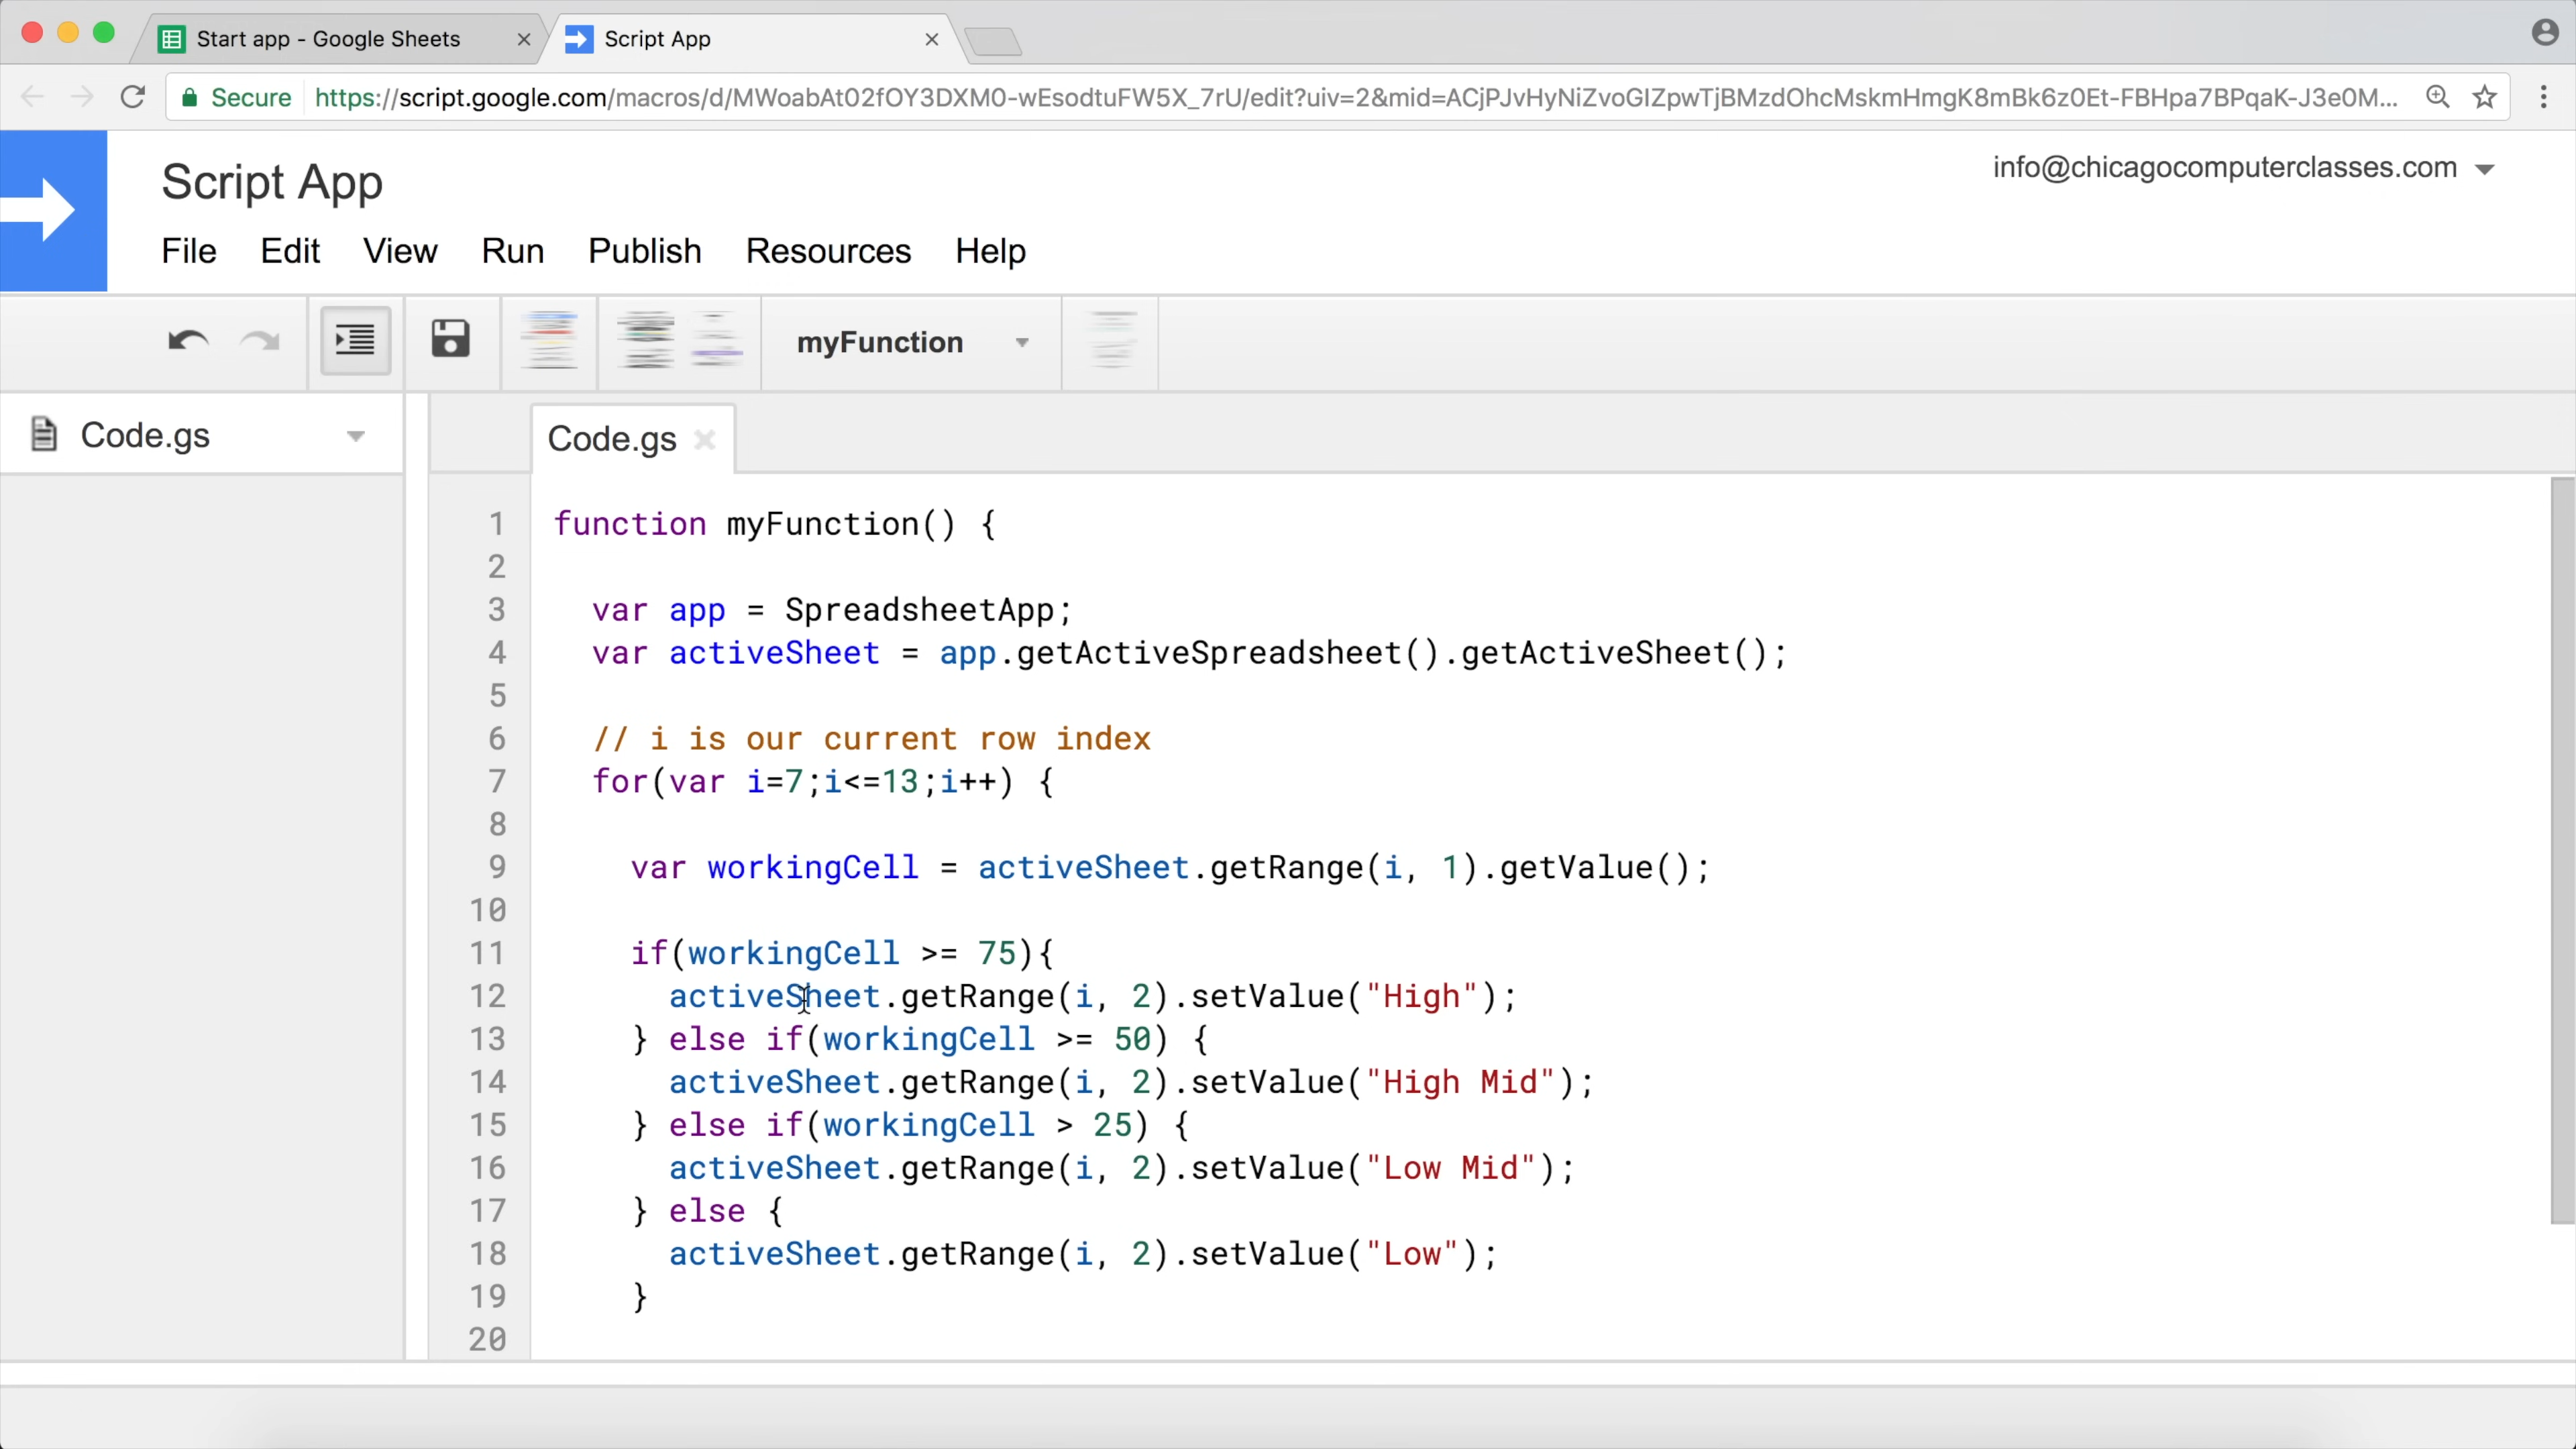 Start app - Google Sheets
Script App
Secure
https://script.google.com/macros/d/MWoabAt02fOY3DXM0-wEsodtuFW5X_7rU/edit?uiv=2&mid=ACjPJvHyNiZvoGIZpwTjBMzdOhcMskmHmgK8mBk6z0Et-FBHpa7BPqaK-J3e0M...
Script App
info@chicagocomputerclasses.com
File Edit View Run Publish Resources Help
myFunction
Code.gs
Code.gs
1 function myFunction() {
2
3 var app = SpreadsheetApp;
4 var activeSheet = app.getActiveSpreadsheet().getActiveSheet();
5
6 // i is our current row index
7 for(var i=7;i<=13;i++) {
8
9 var workingCell = activeSheet.getRange(i, 1).getValue();
10
11 if(workingCell >= 75){
12 activeSheet.getRange(i, 2).setValue("High");
13 } else if(workingCell >= 50) {
14 activeSheet.getRange(i, 2).setValue("High Mid");
15 } else if(workingCell > 25) {
16 activeSheet.getRange(i, 2).setValue("Low Mid");
17 } else {
18 activeSheet.getRange(i, 2).setValue("Low");
19 }
20